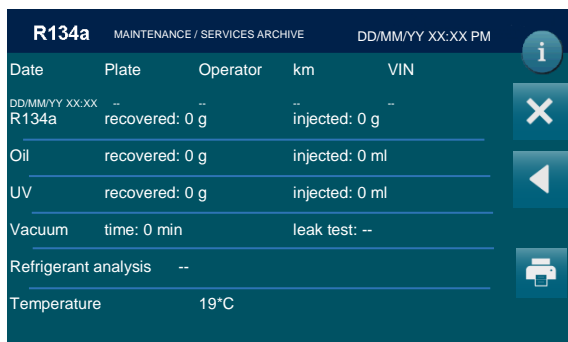 R134a MAINTENANCE / SERVICES ARCHIVE DD/MM/YY XX:XX PM
i
Date Plate Operator km VIN
DD/MM/YY XX:XX -- -- -- --
R134a recovered: 0 g injected: 0 g
Oil recovered: 0 g injected: 0 ml
UV recovered: 0 g injected: 0 ml
Vacuum time: 0 min leak test: --
Refrigerant analysis --
Temperature 19*C